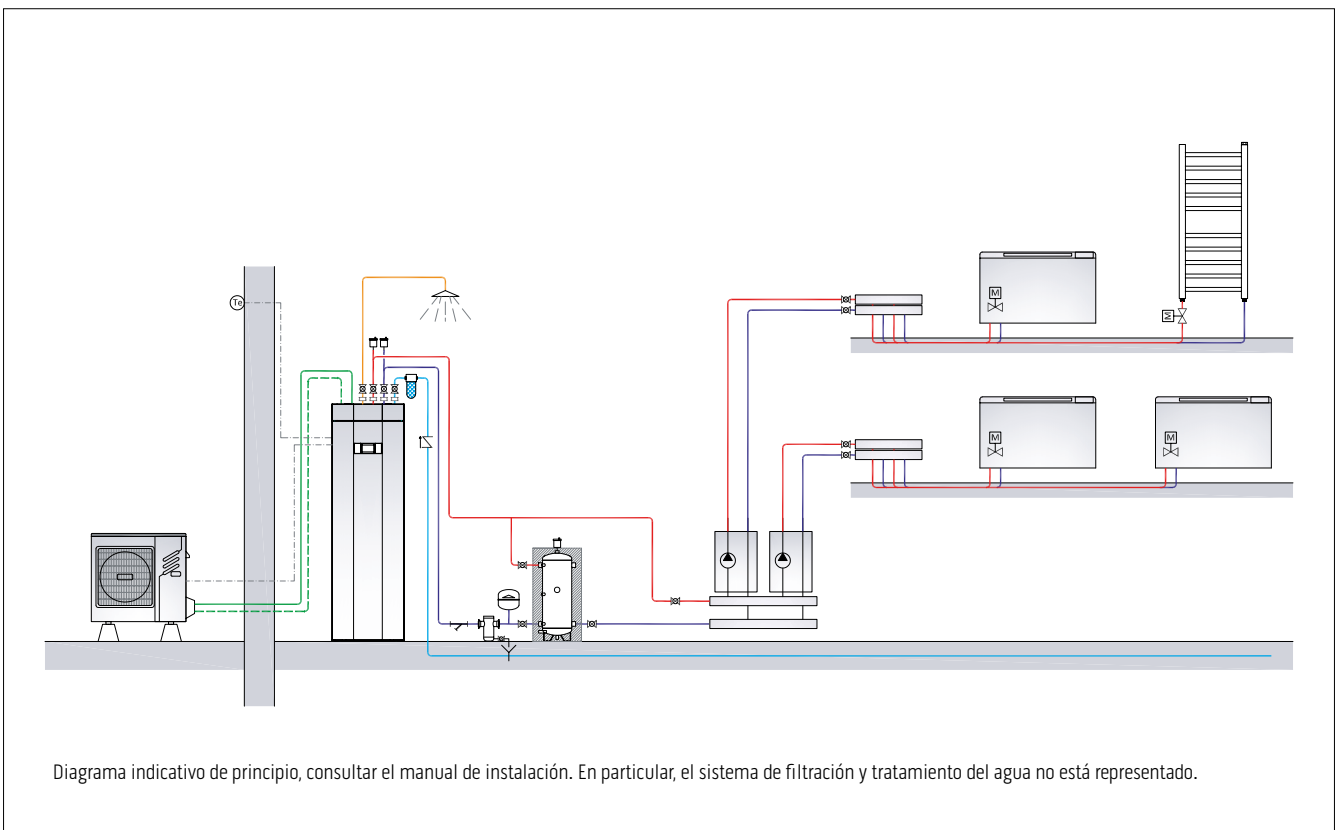 M
M
Te
M
M
Diagrama indicativo de principio, consultar el manual de instalación. En particular, el sistema de filtración y tratamiento del agua no está representado.